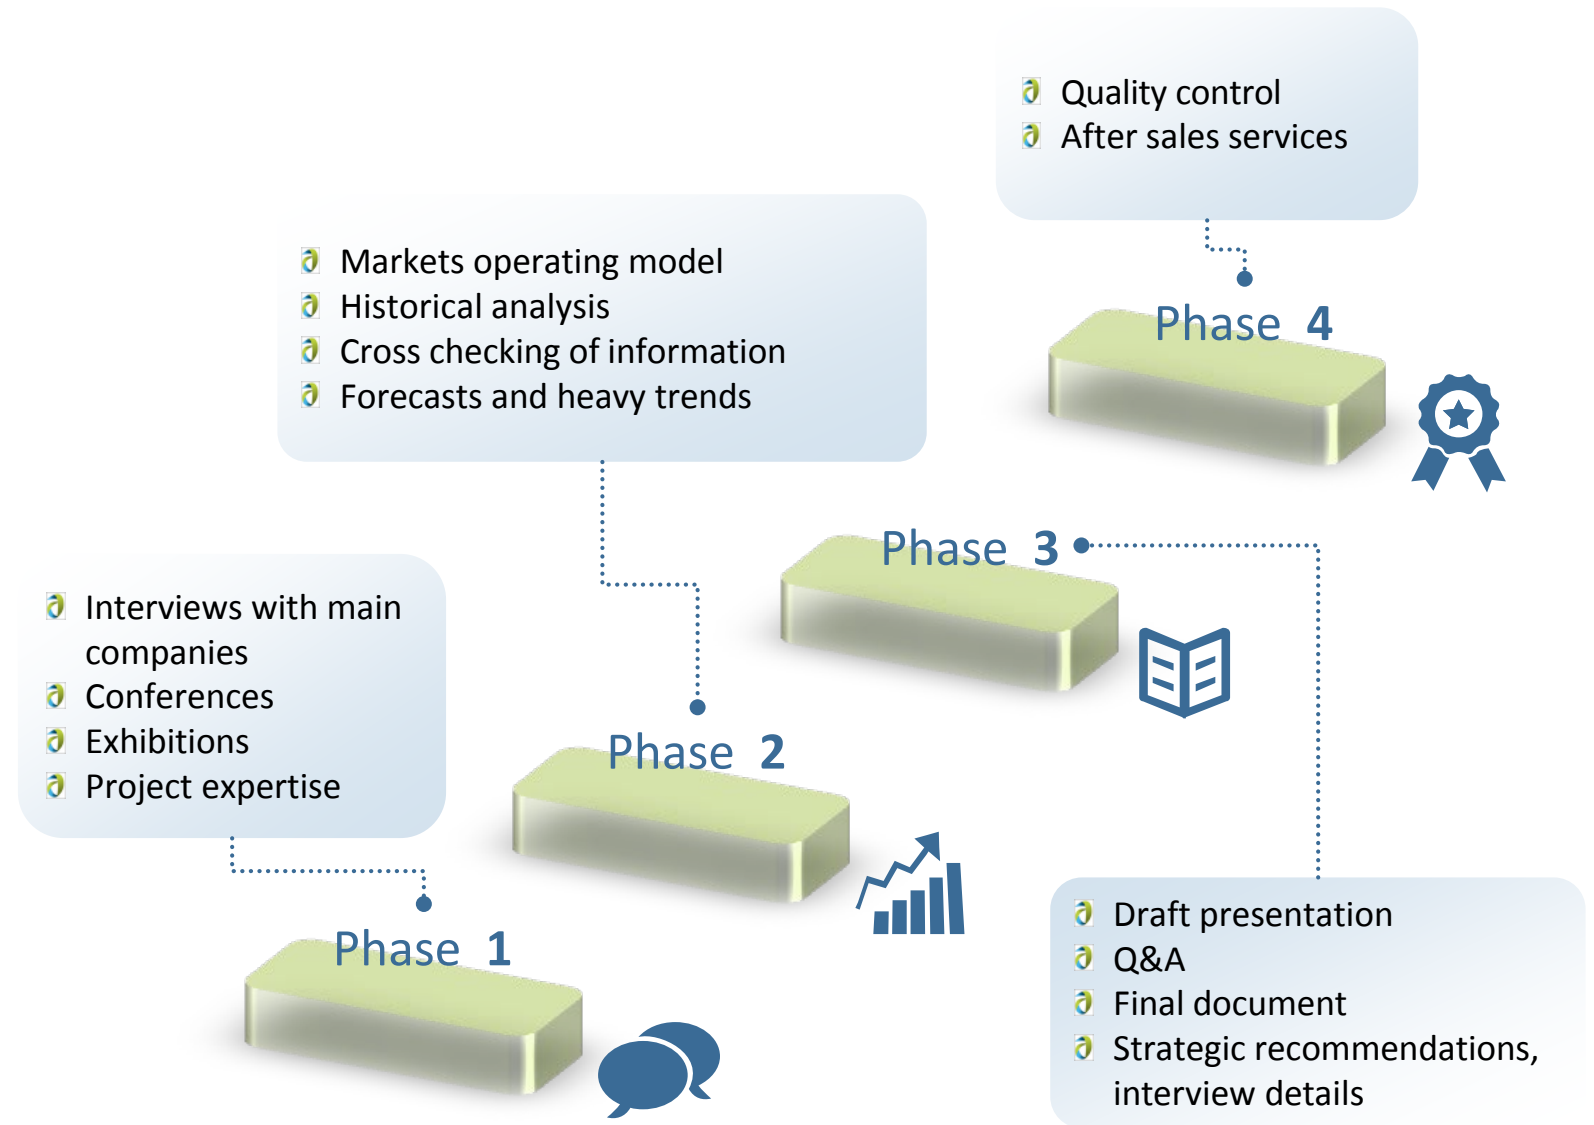 Quality control
After sales services
Phase 4
Markets operating model
Historical analysis
Cross checking of information
Forecasts and heavy trends
Phase 3
Interviews with main
companies
Conferences
Exhibitions
Project expertise
Phase 2
Phase 1
Draft presentation
Q&A
Final document
Strategic recommendations,
interview details